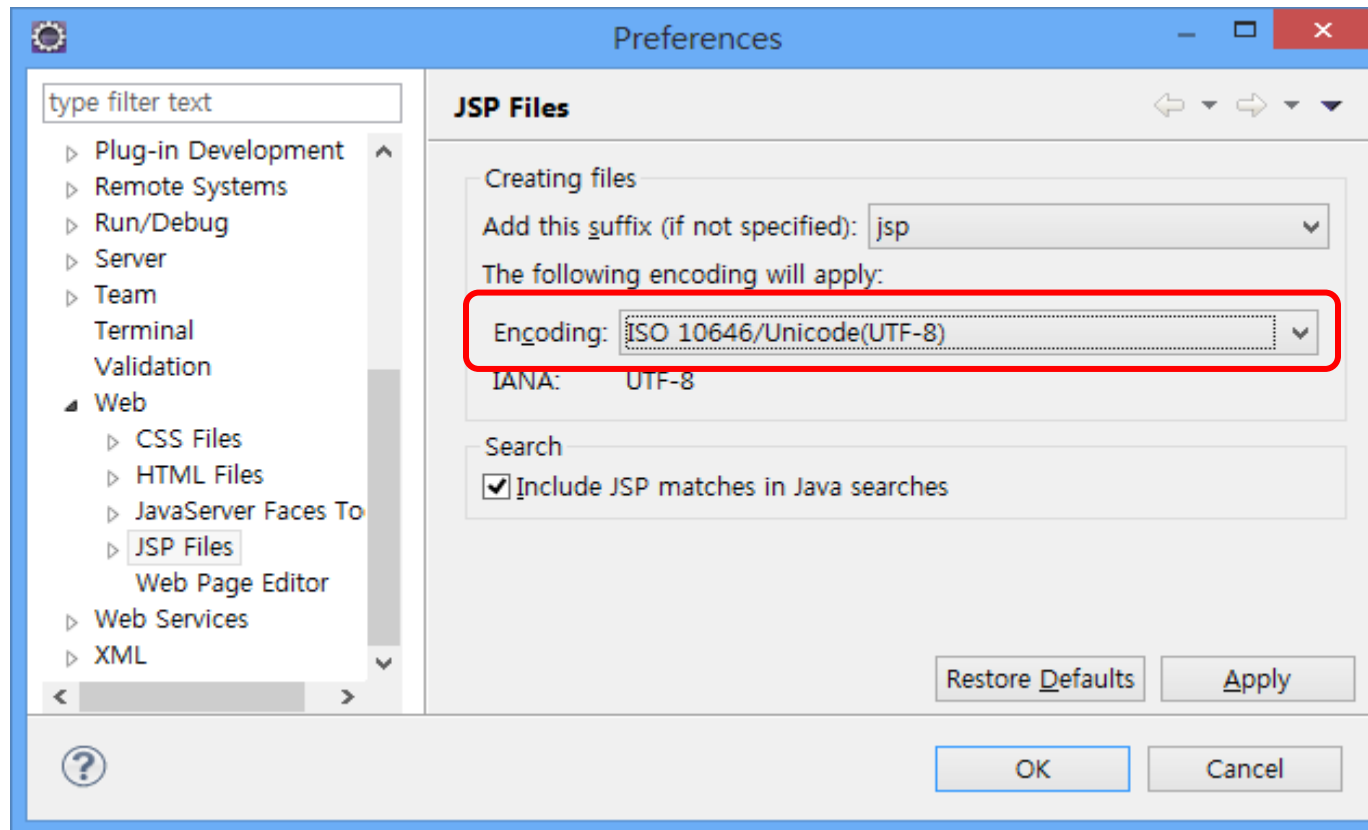 Preferences
type filter text
Plug-in Development
Remote Systems
Run/Debug
Server
Team
Terminal
Validation
Web
CSS Files
HTML Files
JavaServer Faces To
JSP Files
Web Page Editor
Web Services
XML
JSP Files
Creating files
Add this suffix (if not specified): jsp
The following encoding will apply:
Encoding: ISO 10646/Unicode(UTF-8)
IANA: UTF-8
Search
Include JSP matches in Java searches
Restore Defaults Apply
? OK Cancel